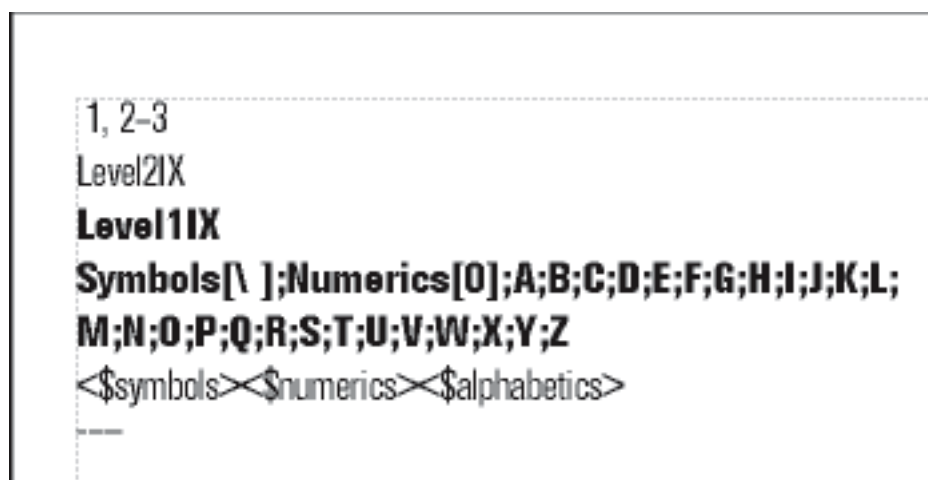 1, 2–3
Level2IX
Level1IX
Symbols[\ ];Numerics[0];A;B;C;D;E;F;G;H;I;J;K;L;
M;N;O;P;Q;R;S;T;U;V;W;X;Y;Z
<$symbols><$numerics><$alphabetics>